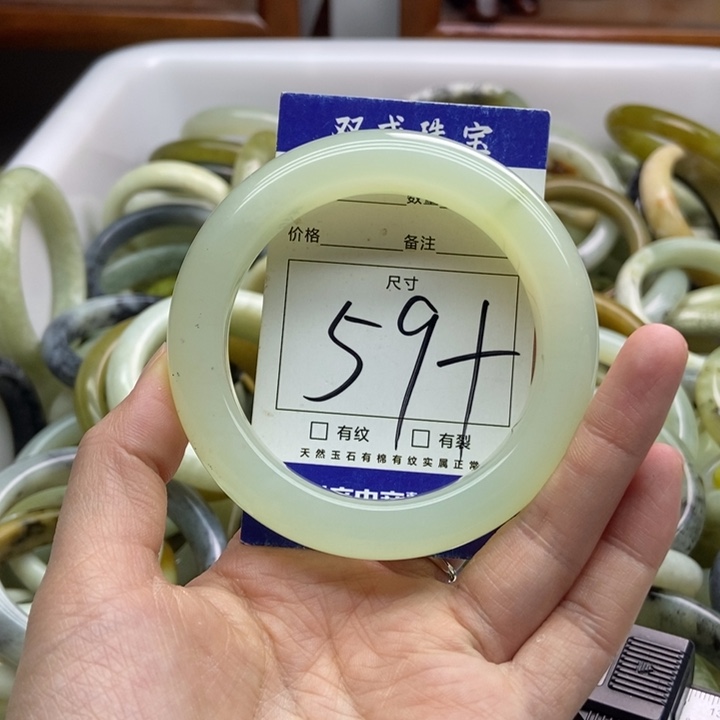 双成珠宝
数量
价格 备注
尺寸
59+
有纹 有裂
天然玉石有棉有纹实属正常